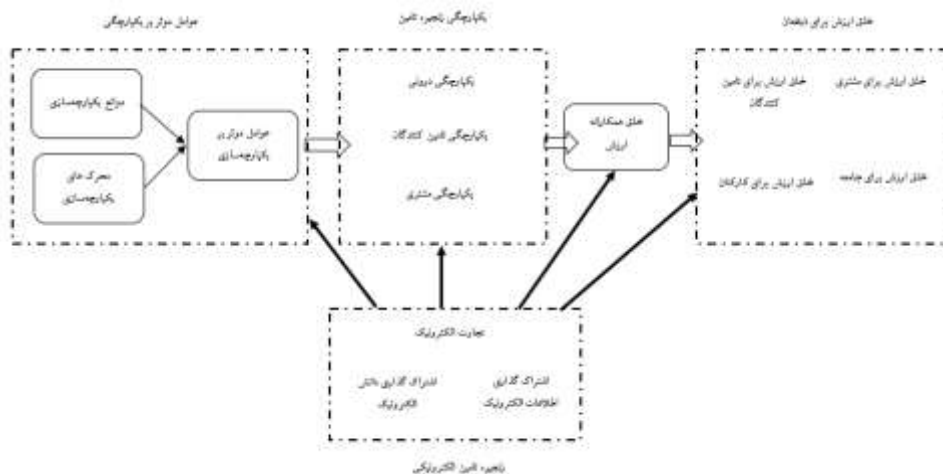 خلق ارزش برای ذینفعان
یکپارچگی زنجیره تامین
عوامل موثر بر یکپارچگی
خلق ارزش برای مشتری
خلق ارزش برای تامین
کنندگان
خلق ارزش برای جامعه
خلق ارزش برای کارکنان
خلق همکارانه
ارزش
یکپارچگی درونی
یکپارچگی تامین کنندگان
یکپارچگی مشتری
عوامل موثر بر
یکپارچه‌سازی
موانع یکپارچه‌سازی
محرک های
یکپارچه‌سازی
تجارت الکترونیک
اشتراک گذاری
اطلاعات الکترونیک
اشتراک گذاری دانش
الکترونیک
زنجیره تامین الکترونیکی